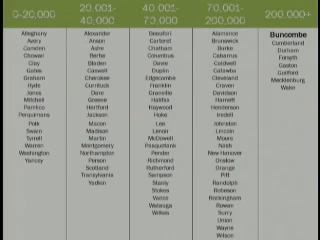 0-20,000
20,001-
40,000
40,001-
70,000
70,001-
200,000
200,000+
Alleghany
Avery
Camden
Chowan
Clay
Gates
Graham
Hyde
Jones
Mitchell
Pamlico
Perquimans
Polk
Swain
Tyrrell
Warren
Washington
Yancey
Alexander
Anson
Ashe
Bertie
Bladen
Caswell
Cherokee
Currituck
Dare
Greene
Hertford
Jackson
Macon
Madison
Martin
Montgomery
Northampton
Person
Scotland
Transylvania
Yadkin
Beaufort
Carteret
Chatham
Columbus
Davie
Duplin
Edgecombe
Franklin
Granville
Halifax
Haywood
Hoke
Lee
Lenoir
McDowell
Pasquotank
Pender
Richmond
Rutherford
Sampson
Stanly
Stokes
Vance
Watauga
Wilkes
Alamance
Brunswick
Burke
Cabarrus
Caldwell
Catawba
Cleveland
Craven
Davidson
Harnett
Henderson
Iredell
Johnston
Lincoln
Moore
Nash
New Hanover
Onslow
Orange
Pitt
Randolph
Robeson
Rockingham
Rowan
Surry
Union
Wayne
Wilson
Buncombe
Cumberland
Durham
Forsyth
Gaston
Guilford
Mecklenburg
Wake